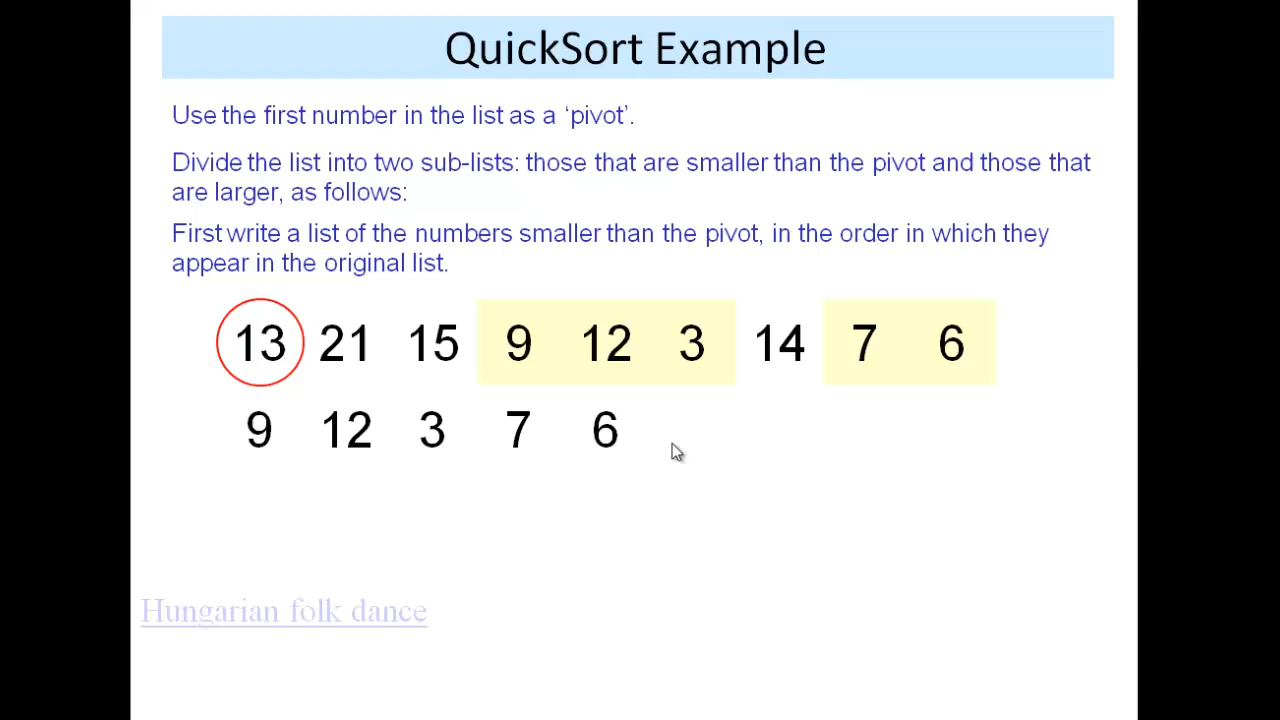 QuickSort Example
Use the first number in the list as a ‘pivot’.
Divide the list into two sub-lists: those that are smaller than the pivot and those that
are larger, as follows:
First write a list of the numbers smaller than the pivot, in the order in which they
appear in the original list.
13 21 15 9 12 3 14 7 6
9 12 3 7 6
Hungarian folk dance